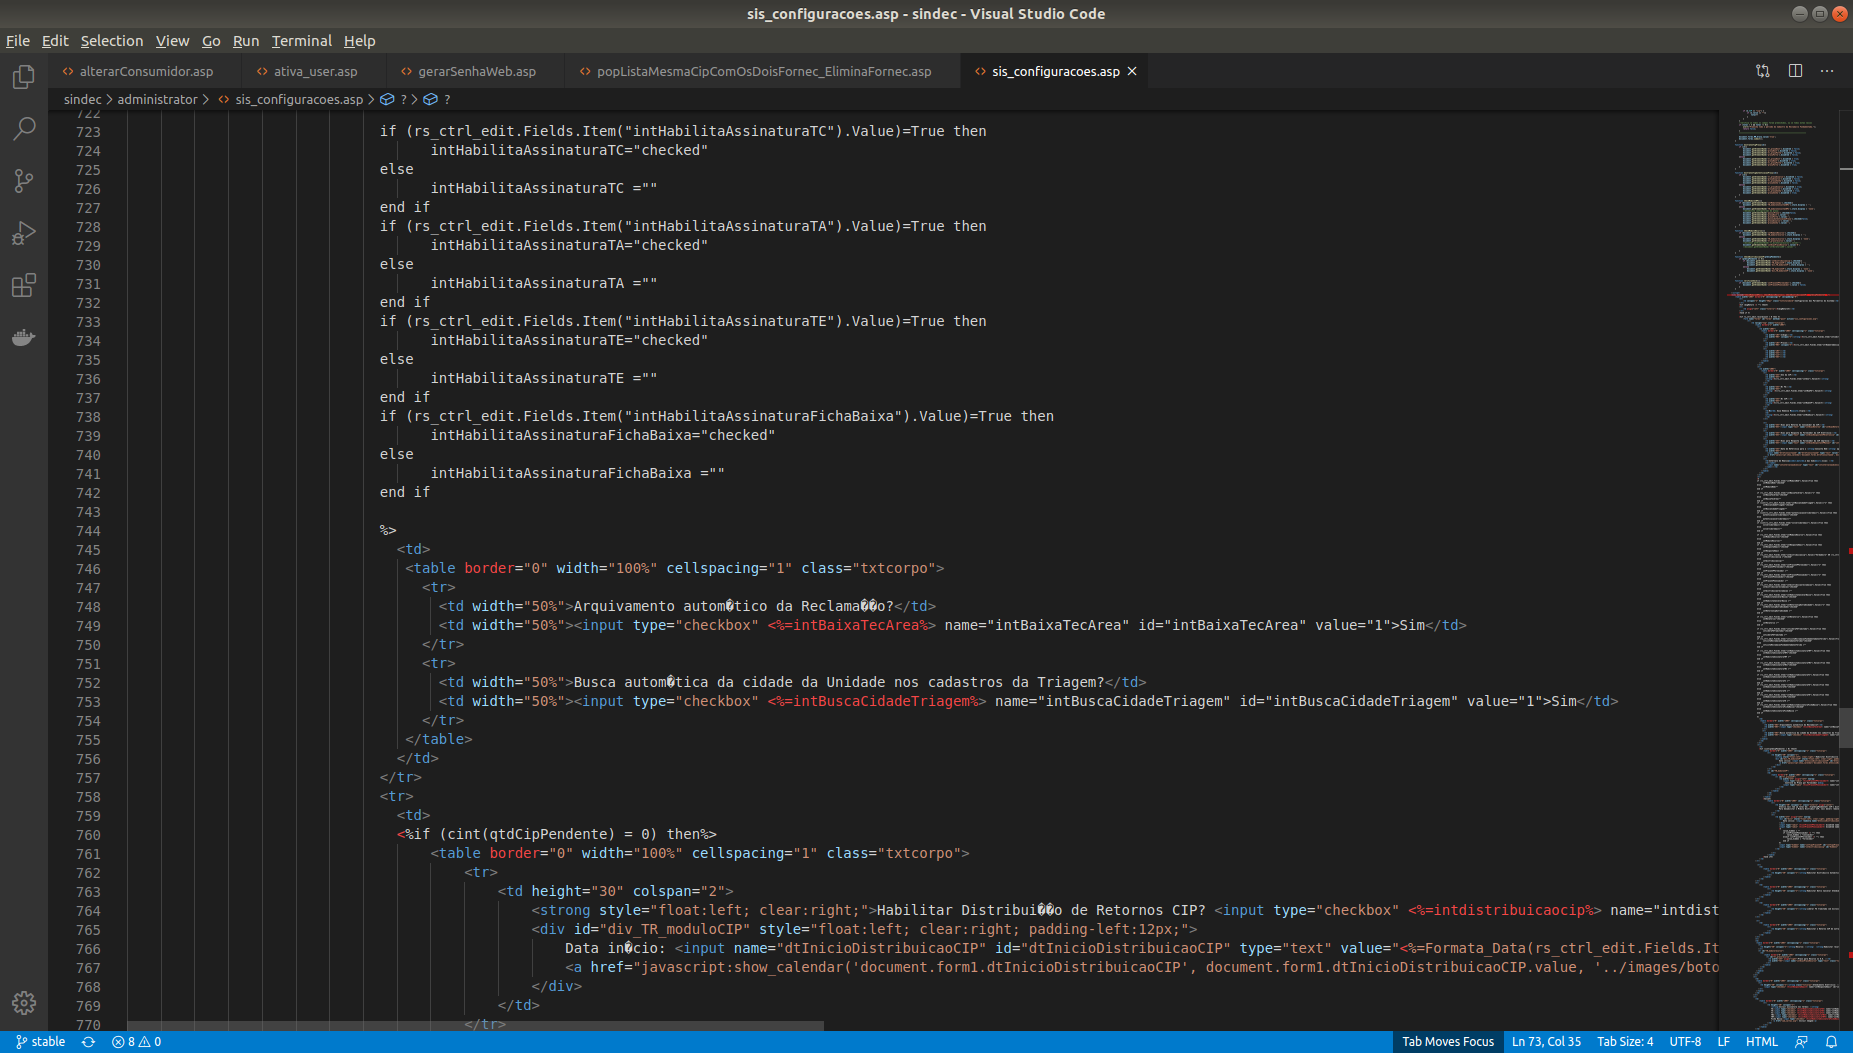 sis_configuracoes.asp - sindec - Visual Studio Code
File Edit Selection View Go Run Terminal Help
alterarConsumidor.asp ativa_user.asp gerarSenhaWeb.asp popListaMesmaCipComOsDoisFornec_EliminaFornec.asp sis_configuracoes.asp
sindec > administrator > sis_configuracoes.asp > ? > ?
722
723 if (rs_ctrl_edit.Fields.Item("intHabilitaAssinaturaTC").Value)=True then
724 intHabilitaAssinaturaTC="checked"
725 else
726 intHabilitaAssinaturaTC =""
727 end if
728 if (rs_ctrl_edit.Fields.Item("intHabilitaAssinaturaTA").Value)=True then
729 intHabilitaAssinaturaTA="checked"
730 else
731 intHabilitaAssinaturaTA =""
732 end if
733 if (rs_ctrl_edit.Fields.Item("intHabilitaAssinaturaTE").Value)=True then
734 intHabilitaAssinaturaTE="checked"
735 else
736 intHabilitaAssinaturaTE =""
737 end if
738 if (rs_ctrl_edit.Fields.Item("intHabilitaAssinaturaFichaBaixa").Value)=True then
739 intHabilitaAssinaturaFichaBaixa="checked"
740 else
741 intHabilitaAssinaturaFichaBaixa =""
742 end if
743
744 %>
745 <td>
746 <table border="0" width="100%" cellspacing="1" class="txtcorpo">
747 <tr>
748 <td width="50%">Arquivamento autom�tico da Reclama��o?</td>
749 <td width="50%"><input type="checkbox" <%=intBaixaTecArea%> name="intBaixaTecArea" id="intBaixaTecArea" value="1">Sim</td>
750 </tr>
751 <tr>
752 <td width="50%">Busca autom�tica da cidade da Unidade nos cadastros da Triagem?</td>
753 <td width="50%"><input type="checkbox" <%=intBuscaCidadeTriagem%> name="intBuscaCidadeTriagem" id="intBuscaCidadeTriagem" value="1">Sim</td>
754 </tr>
755 </table>
756 </td>
757 </tr>
758 <tr>
759 <td>
760 <%if (cint(qtdCipPendente) = 0) then%>
761 <table border="0" width="100%" cellspacing="1" class="txtcorpo">
762 <tr>
763 <td height="30" colspan="2">
764 <strong style="float:left; clear:right;">Habilitar Distribui��o de Retornos CIP? <input type="checkbox" <%=intdistribuicaocip%> name="intdist
765 <div id="div_TR_moduloCIP" style="float:left; clear:right; padding-left:12px;">
766 Data in�cio: <input name="dtInicioDistribuicaoCIP" id="dtInicioDistribuicaoCIP" type="text" value="<%=Formata_Data(rs_ctrl_edit.Fields.It
767 <a href="javascript:show_calendar('document.form1.dtInicioDistribuicaoCIP', document.form1.dtInicioDistribuicaoCIP.value, '../images/boto
768 </div>
769 </td>
770 </tr>
stable 8 0 Tab Moves Focus Ln 73, Col 35 Tab Size: 4 UTF-8 LF HTML